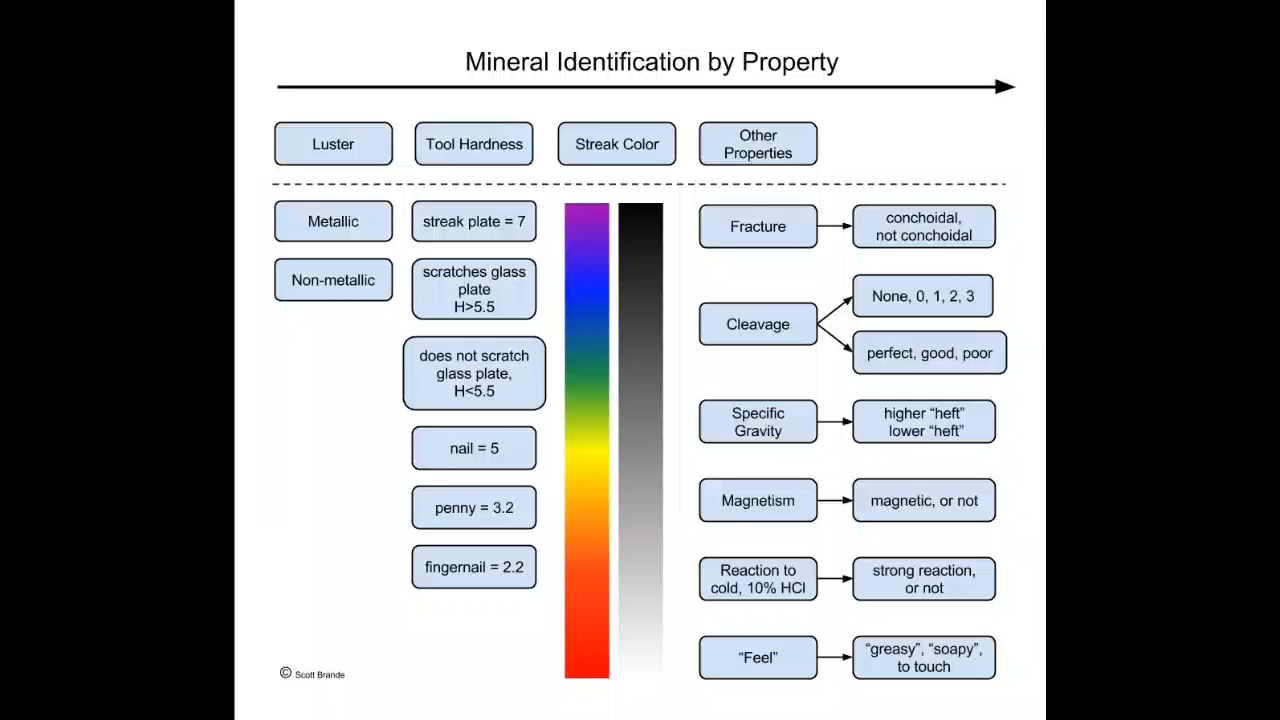 Mineral Identification by Property
Luster
Tool Hardness
Streak Color
Other
Properties
Metallic
Non-metallic
streak plate = 7
scratches glass
plate
H>5.5
does not scratch
glass plate,
H<5.5
nail = 5
penny = 3.2
fingernail = 2.2
Fracture
conchoidal,
not conchoidal
Cleavage
None, 0, 1, 2, 3
perfect, good, poor
Specific
Gravity
higher “heft”
lower “heft”
Magnetism
magnetic, or not
Reaction to
cold, 10% HCl
strong reaction,
or not
“Feel”
“greasy”, “soapy”,
to touch
© Scott Brande